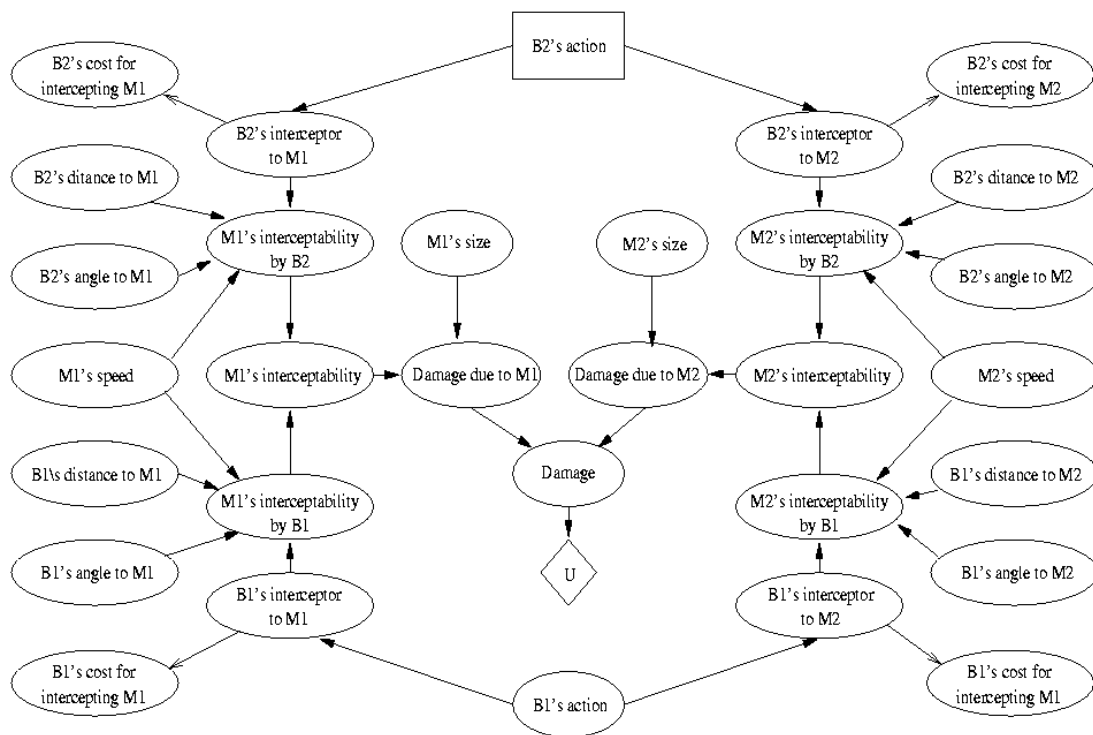 B2's action
B2's cost for
intercepting M1
B2's cost for
intercepting M2
B2's interceptor
to M1
B2's interceptor
to M2
B2's ditance to M1
B2's ditance to M2
M1's interceptability
by B2
M1's size
M2's size
M2's interceptability
by B2
B2's angle to M1
B2's angle to M2
M1's speed
M1's interceptability
Damage due to M1
Damage due to M2
M2's interceptability
M2's speed
B1\s distance to M1
Damage
B1's distance to M2
M1's interceptability
by B1
M2's interceptability
by B1
B1's angle to M1
U
B1's angle to M2
B1's interceptor
to M1
B1's interceptor
to M2
B1's cost for
intercepting M1
B1's action
B1's cost for
intercepting M1